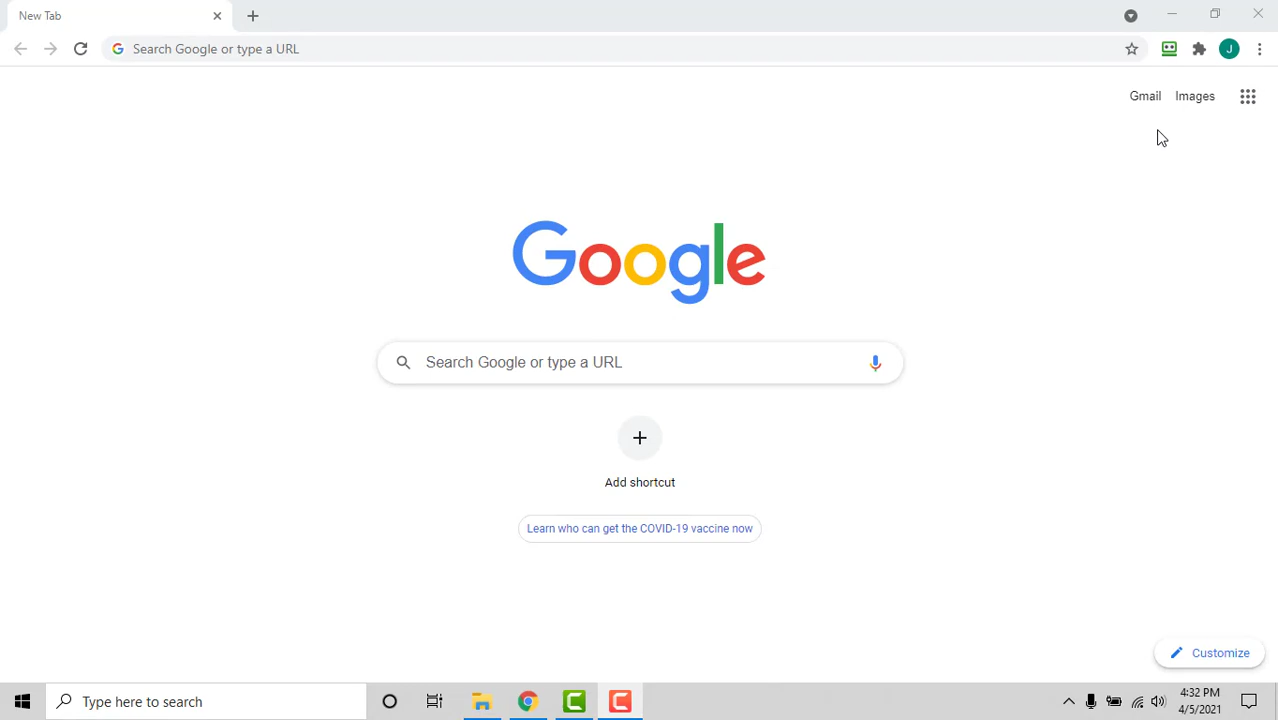 New Tab
Search Google or type a URL
J
Gmail Images
Google
Search Google or type a URL
Add shortcut
Learn who can get the COVID-19 vaccine now
Customize
Type here to search
4:32 PM
4/5/2021